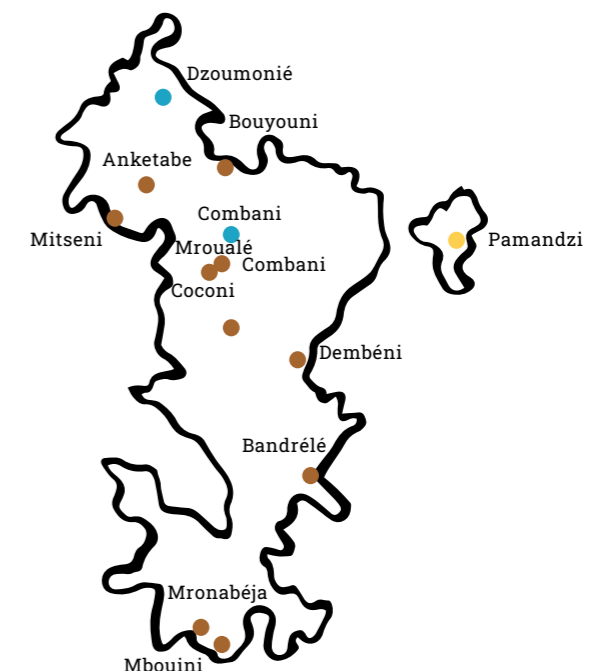 Dzoumonié
Bouyouni
Anketabe
Combani
Mitseni
Pamandzi
Mroualé
Combani
Coconi
Dembéni
Bandrélé
Mronabéja
Mbouini